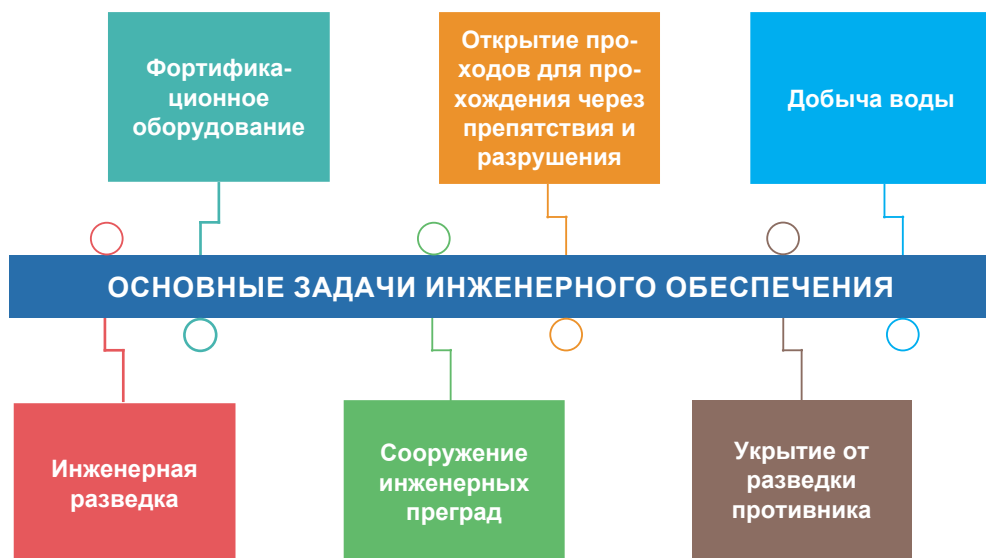 Фортифика-
ционное
оборудование
Открытие про-
ходов для про-
хождения через
препятствия и
разрушения
Добыча воды
ОСНОВНЫЕ ЗАДАЧИ ИНЖЕНЕРНОГО ОБЕСПЕЧЕНИЯ
Инженерная
разведка
Сооружение
инженерных
преград
Укрытие от
разведки
противника